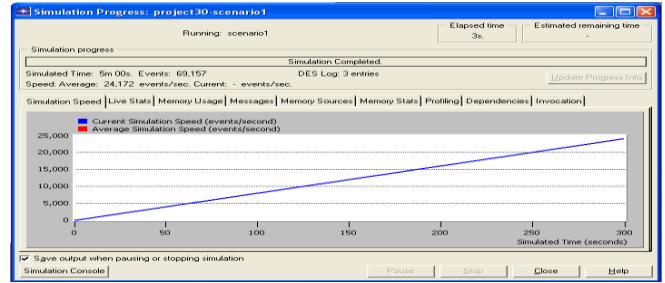 Simulation Progress: project30-scenario1
Running: scenario1
Elapsed time
3s.
Estimated remaining time
-
Simulation progress
Simulation Completed.
Simulated Time: 5m 00s. Events: 69,157 DES Log: 3 entries
Speed: Average: 24,172 events/sec. Current: - events/sec.
Update Progress Info
Simulation Speed Live Stats Memory Usage Messages Memory Sources Memory Stats Profiling Dependencies Invocation
Current Simulation Speed (events/second)
Average Simulation Speed (events/second)
25,000
20,000
15,000
10,000
5,000
0
0 50 100 150 200 250 300
Simulated Time (seconds)
Save output when pausing or stopping simulation
Simulation Console Pause Stop Close Help